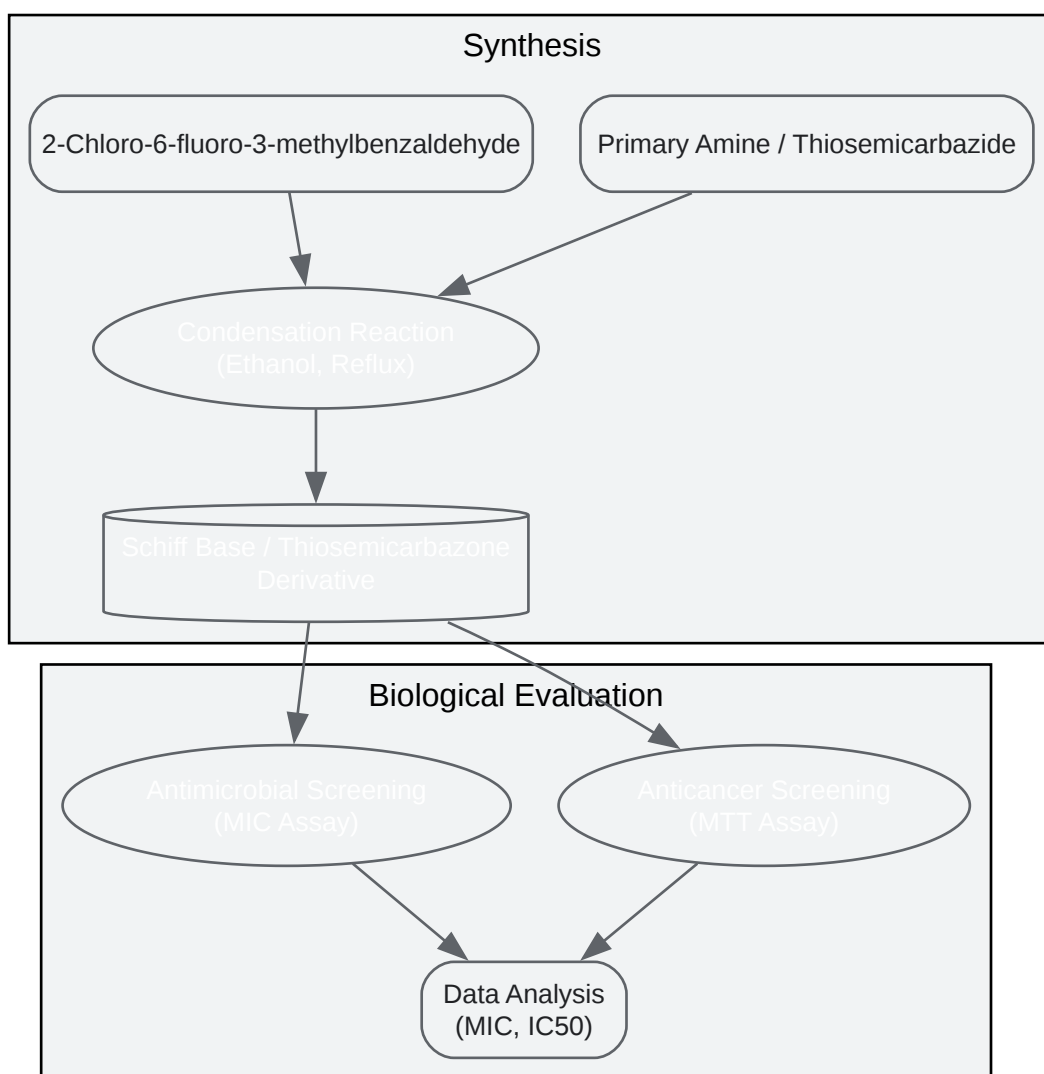 Synthesis
2-Chloro-6-fluoro-3-methylbenzaldehyde
Primary Amine / Thiosemicarbazide
Condensation Reaction
(Ethanol, Reflux)
Schiff Base / Thiosemicarbazone
Derivative
Biological Evaluation
Antimicrobial Screening
(MIC Assay)
Anticancer Screening
(MTT Assay)
Data Analysis
(MIC, IC50)